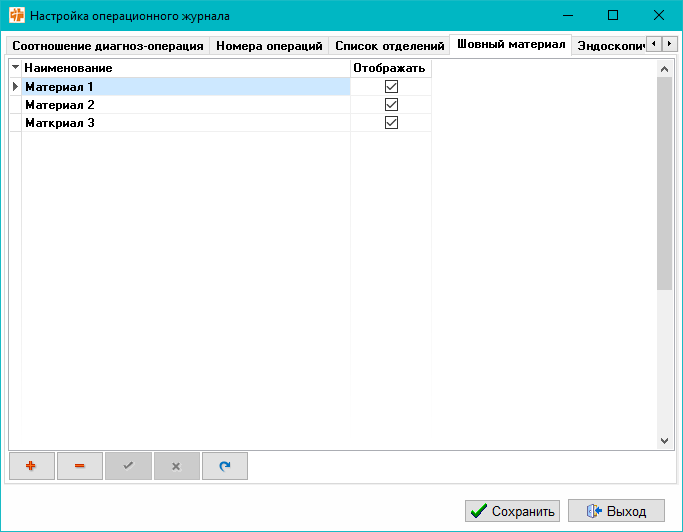 Настройка операционного журнала
Соотношение диагноз-операция Номера операций Список отделений Шовный материал Эндоскопич
Наименование Отображать
Материал 1
Материал 2
Маткриал 3
Сохранить Выход